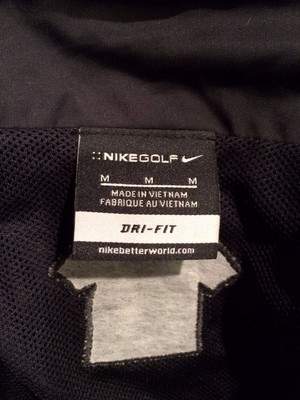 NIKEGOLF
M M M
MADE IN VIETNAM
FABRIQUE AU VIETNAM
DRI-FIT
nikebetterworld.com